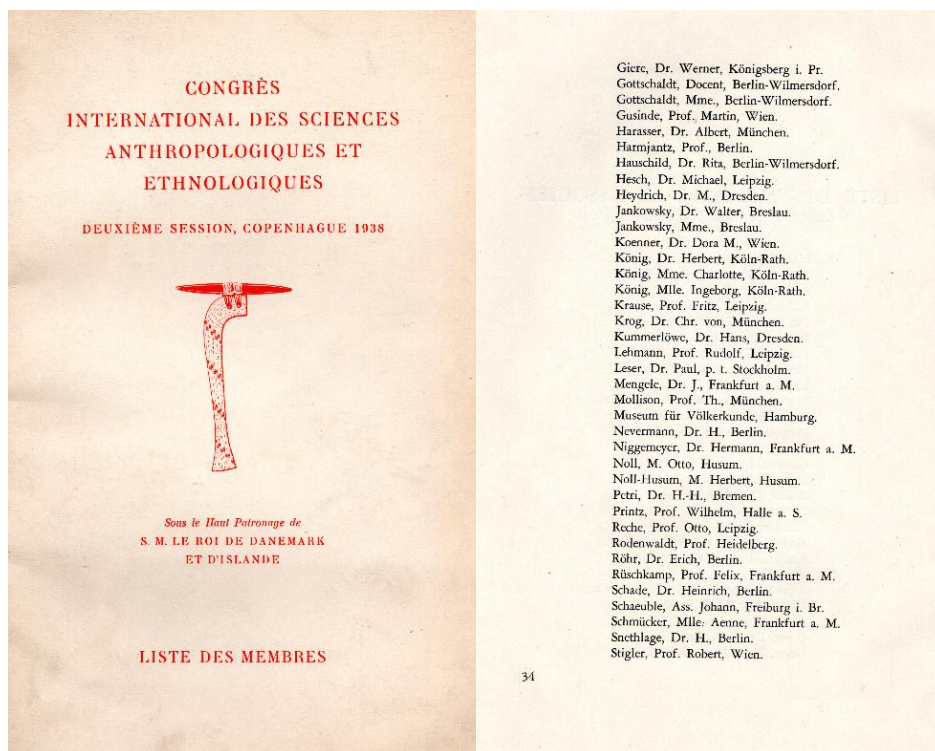 CONGRÈS
INTERNATIONAL DES SCIENCES
ANTHROPOLOGIQUES ET
ETHNOLOGIQUES
DEUXIÈME SESSION, COPENHAGUE 1938
Sous le Haut Patronage de
S. M. LE ROI DE DANEMARK
ET D'ISLANDE
LISTE DES MEMBRES
Giere, Dr. Werner, Königsberg i. Pr.
Gottschaldt, Docent, Berlin-Wilmersdorf.
Gottschaldt, Mme., Berlin-Wilmersdorf.
Gusinde, Prof. Martin, Wien.
Harasser, Dr. Albert, München.
Harmjantz, Prof., Berlin.
Hauschild, Dr. Rita, Berlin-Wilmersdorf.
Hesch, Dr. Michael, Leipzig.
Heydrich, Dr. M., Dresden.
Jankowsky, Dr. Walter, Breslau.
Jankowsky, Mme., Breslau.
Koenner, Dr. Dora M., Wien.
König, Dr. Herbert, Köln-Rath.
König, Mme. Charlotte, Köln-Rath.
König, Mlle. Ingeborg, Köln-Rath.
Krause, Prof. Fritz, Leipzig.
Krog, Dr. Chr. von, München.
Kummerlöwe, Dr. Hans, Dresden.
Lehmann, Prof. Rudolf, Leipzig.
Leser, Dr. Paul, p. t. Stockholm.
Mengele, Dr. J., Frankfurt a. M.
Mollison, Prof. Th., München.
Museum für Völkerkunde, Hamburg.
Nevermann, Dr. H., Berlin.
Niggemeyer, Dr. Hermann, Frankfurt a. M.
Noll, M. Otto, Husum.
Noll-Husum, M. Herbert, Husum.
Petri, Dr. H.-H., Bremen.
Printz, Prof. Wilhelm, Halle a. S.
Reche, Prof. Otto, Leipzig.
Rodenwaldt, Prof. Heidelberg.
Röhr, Dr. Erich, Berlin.
Rüschkamp, Prof. Felix, Frankfurt a. M.
Schade, Dr. Heinrich, Berlin.
Schaeuble, Ass. Johann, Freiburg i. Br.
Schmücker, Mlle. Aenne, Frankfurt a. M.
Snethlage, Dr. H., Berlin.
Stigler, Prof. Robert, Wien.
34